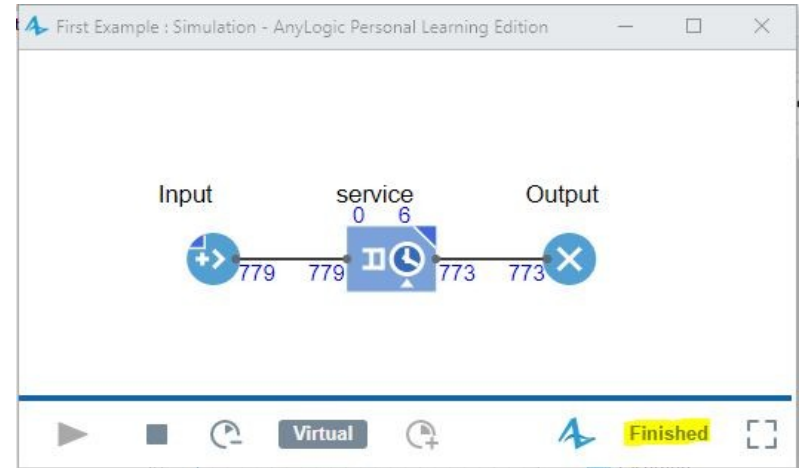 First Example : Simulation - AnyLogic Personal Learning Edition
Input service Output
0 6
779 779 773 773
Virtual Finished